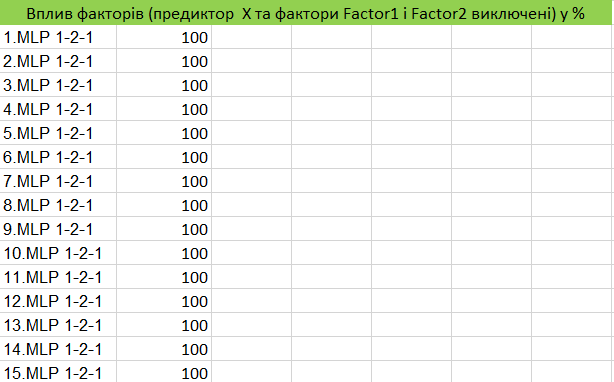 Вплив факторів (предиктор  X та фактори Factor1 і Factor2 виключені) у %
1.MLP 1-2-1 100
2.MLP 1-2-1 100
3.MLP 1-2-1 100
4.MLP 1-2-1 100
5.MLP 1-2-1 100
6.MLP 1-2-1 100
7.MLP 1-2-1 100
8.MLP 1-2-1 100
9.MLP 1-2-1 100
10.MLP 1-2-1 100
11.MLP 1-2-1 100
12.MLP 1-2-1 100
13.MLP 1-2-1 100
14.MLP 1-2-1 100
15.MLP 1-2-1 100